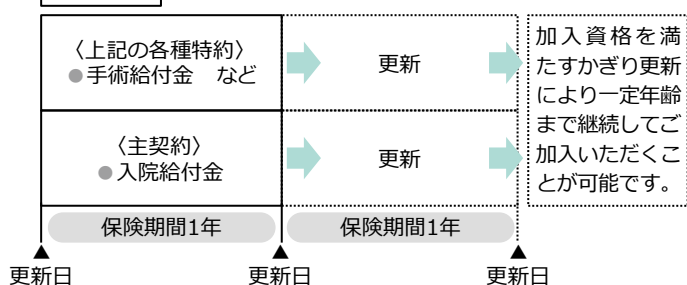 〈上記の各種特約〉
●手術給付金　など
更新
〈主契約〉
●入院給付金
更新
加入資格を満
たすかぎり更新
により一定年齢
まで継続してご
加入いただくこ
とが可能です。
保険期間1年
保険期間1年
▲
更新日
▲
更新日
▲
更新日